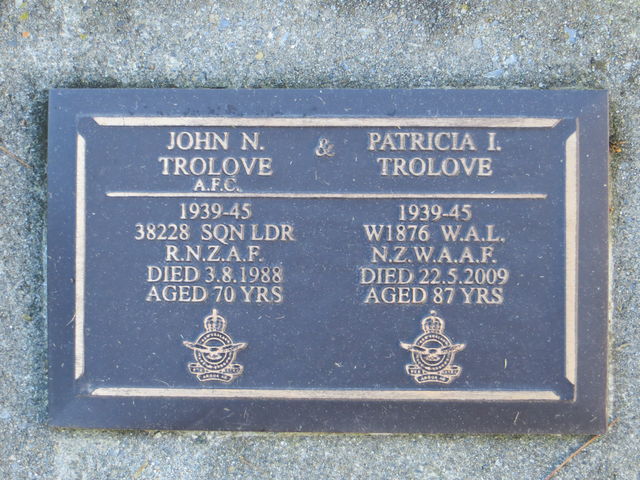 JOHN N.
TROLOVE
A.F.C.
&
PATRICIA I.
TROLOVE
1939-45
38228 SQN LDR
R.N.Z.A.F.
DIED 3.8.1988
AGED 70 YRS
1939-45
W1876 W.A.L.
N.Z.W.A.A.F.
DIED 22.5.2009
AGED 87 YRS